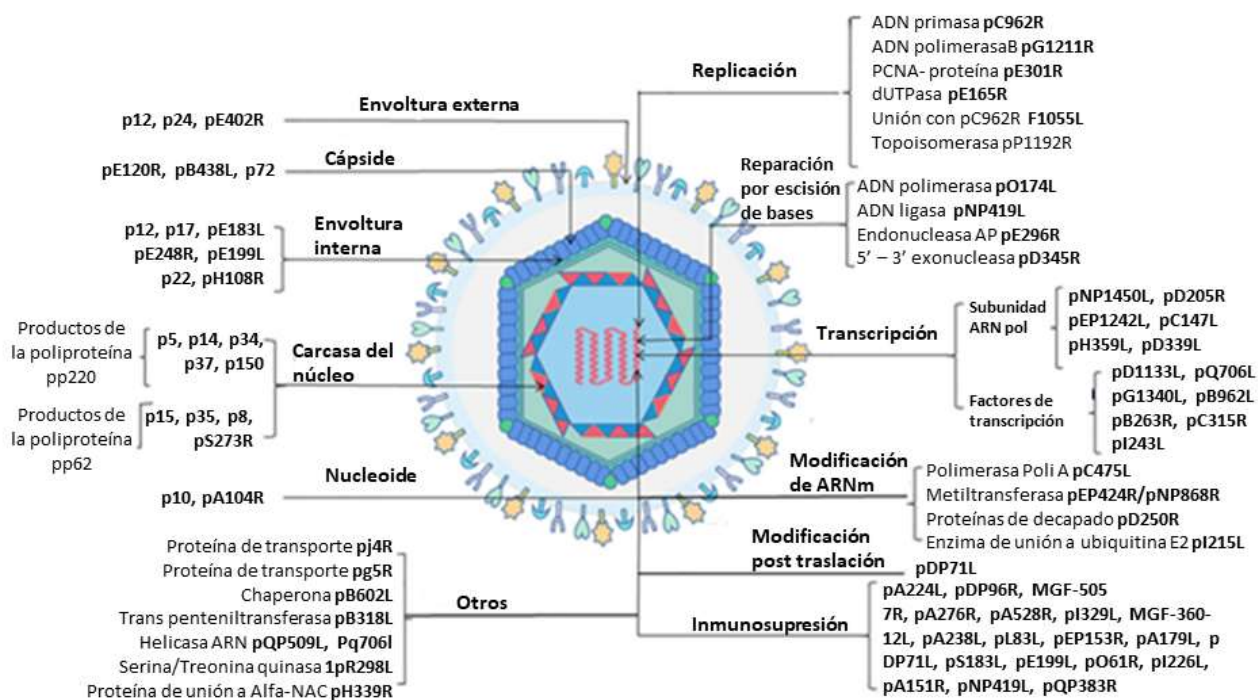 Envoltura externa
p12, p24, pE402R
Cápside
pE120R, pB438L, p72
Envoltura
interna
p12, p17, pE183L
pE248R, pE199L
p22, pH108R
Productos de
la poliproteína
pp220
p5, p14, p34,
p37, p150
Carcasa del
núcleo
Productos de
la poliproteína
pp62
p15, p35, p8,
pS273R
Nucleoide
p10, pA104R
Otros
Proteína de transporte pj4R
Proteína de transporte pg5R
Chaperona pB602L
Trans penteniltransferasa pB318L
Helicasa ARN pQP509L, Pq706l
Serina/Treonina quinasa 1pR298L
Proteína de unión a Alfa-NAC pH339R
Replicación
ADN primasa pC962R
ADN polimerasaB pG1211R
PCNA- proteína pE301R
dUTPasa pE165R
Unión con pC962R F1055L
Topoisomerasa pP1192R
Reparación
por escisión
de bases
ADN polimerasa pO174L
ADN ligasa pNP419L
Endonucleasa AP pE296R
5’ – 3’ exonucleasa pD345R
Transcripción
Subunidad
ARN pol
pNP1450L, pD205R
pEP1242L, pC147L
pH359L, pD339L
Factores de
transcripción
pD1133L, pQ706L
pG1340L, pB962L
pB263R, pC315R
pI243L
Modificación
de ARNm
Polimerasa Poli A pC475L
Metiltransferasa pEP424R/pNP868R
Proteínas de decapado pD250R
Enzima de unión a ubiquitina E2 pI215L
Modificación
post traslación
pDP71L
Inmunosupresión
pA224L, pDP96R, MGF-505
7R, pA276R, pA528R, pI329L, MGF-360-
12L, pA238L, pL83L, pEP153R, pA179L, p
DP71L, pS183L, pE199L, pO61R, pI226L,
pA151R, pNP419L, pQP383R